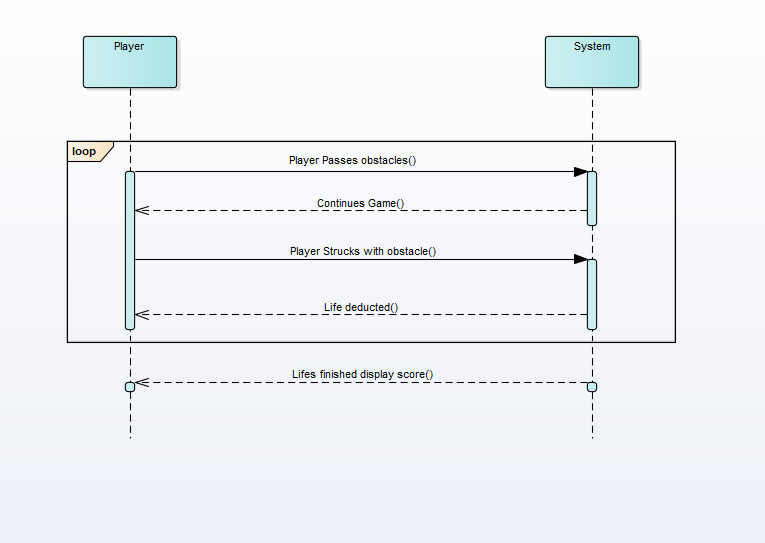 Player
System
loop
Player Passes obstacles()
Continues Game()
Player Strucks with obstacle()
Life deducted()
Lifes finished display score()